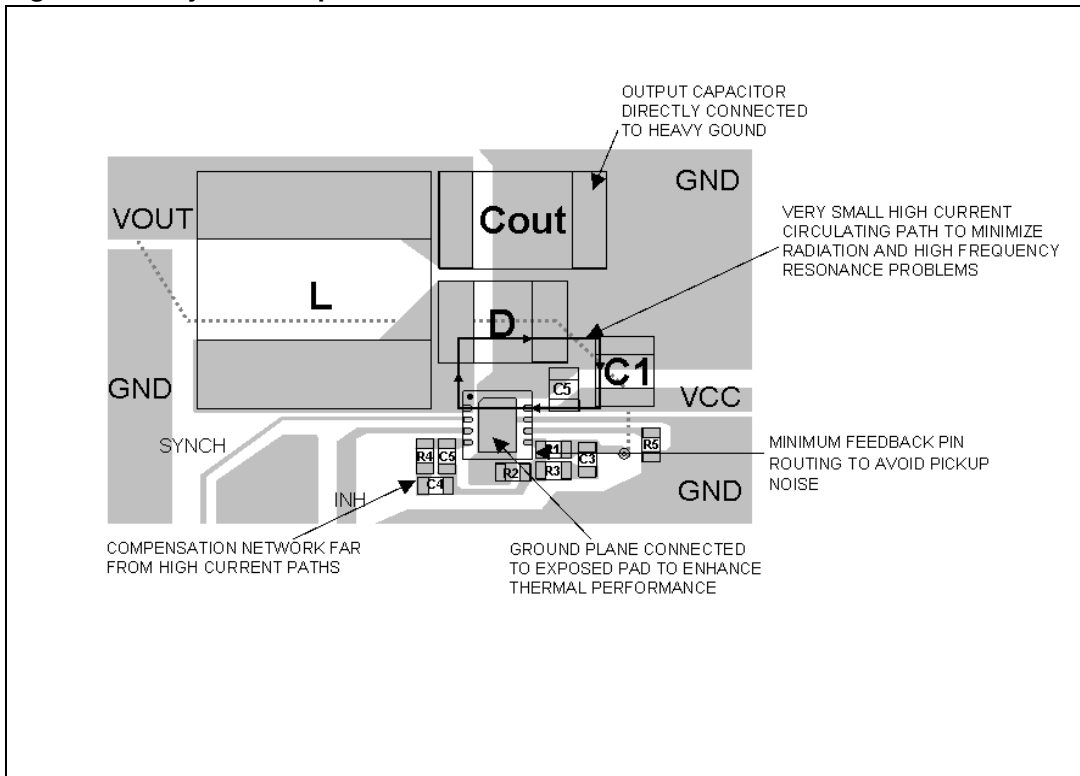 OUTPUT CAPACITOR
DIRECTLY CONNECTED
TO HEAVY GOUND
GND
VOUT
Cout
VERY SMALL HIGH CURRENT
CIRCULATING PATH TO MINIMIZE
RADIATION AND HIGH FREQUENCY
RESONANCE PROBLEMS
L
D
C1
C5
GND
VCC
SYNCH
R4
C5
R1
C3
R5
MINIMUM FEEDBACK PIN
ROUTING TO AVOID PICKUP
NOISE
R2
R3
C4
INH
GND
COMPENSATION NETWORK FAR
FROM HIGH CURRENT PATHS
GROUND PLANE CONNECTED
TO EXPOSED PAD TO ENHANCE
THERMAL PERFORMANCE